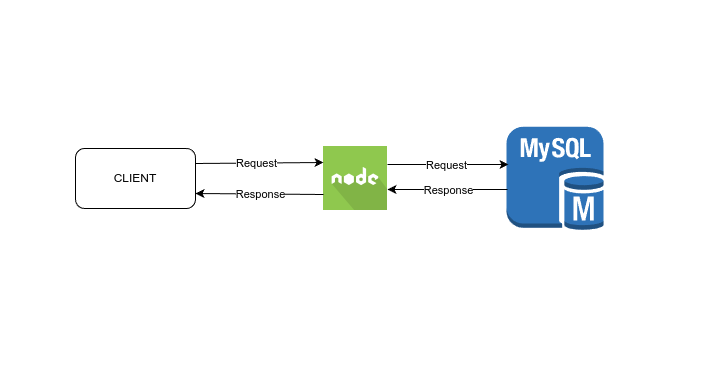 CLIENT
Request
Response
node
Request
Response
MySQL
M